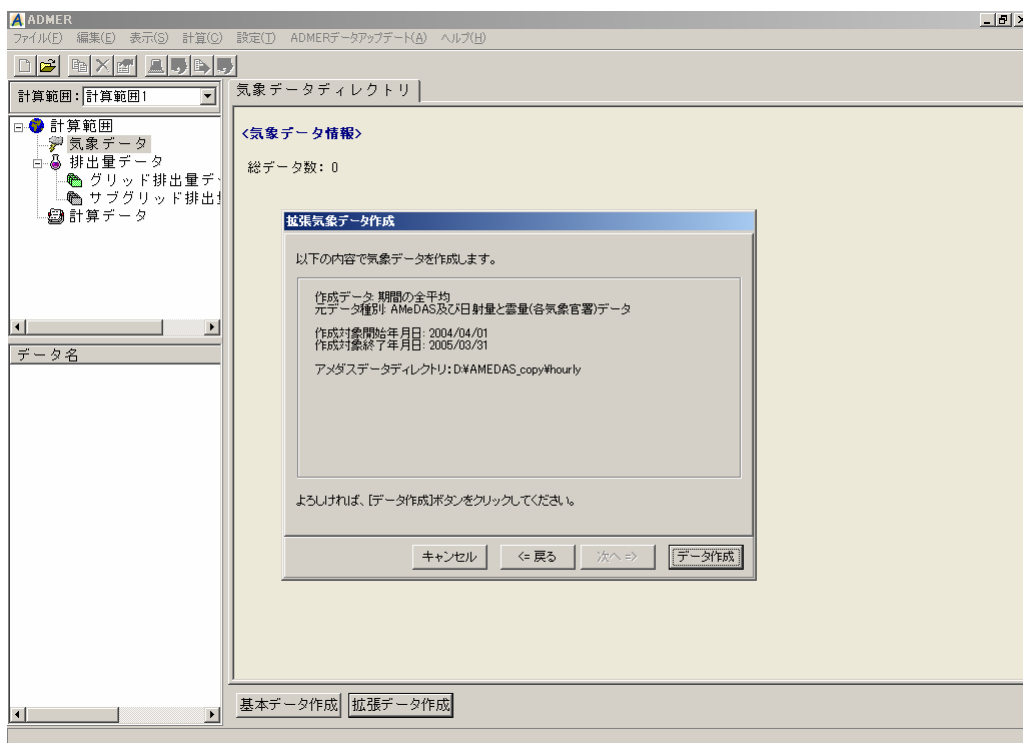 ADMER
ファイル(F) 編集(E) 表示(S) 計算(C) 設定(T) ADMERデータアップデート(A) ヘルプ(H)
計算範囲: 計算範囲1
気象データディレクトリ
計算範囲
気象データ
排出量データ
グリッド排出量デ
サブグリッド排出
計算データ
<気象データ情報>
総データ数: 0
拡張気象データ作成
以下の内容で気象データを作成します。
作成データ: 期間の全平均
元データ種別: AMeDAS及び日射量と雲量(各気象官署)データ
作成対象開始年月日: 2004/04/01
作成対象終了年月日: 2005/03/31
アメダスデータディレクトリ: D:¥AMEDAS_copy¥hourly
よろしければ、[データ作成]ボタンをクリックしてください。
キャンセル <= 戻る 次へ => データ作成
データ名
基本データ作成 拡張データ作成